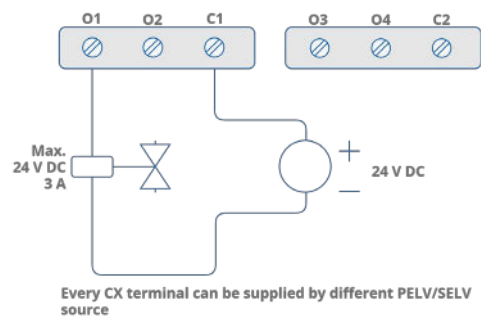 O1 O2 C1 O3 O4 C2
Max.
24 V DC
3 A
+
24 V DC
—
Every CX terminal can be supplied by different PELV/SELV
source